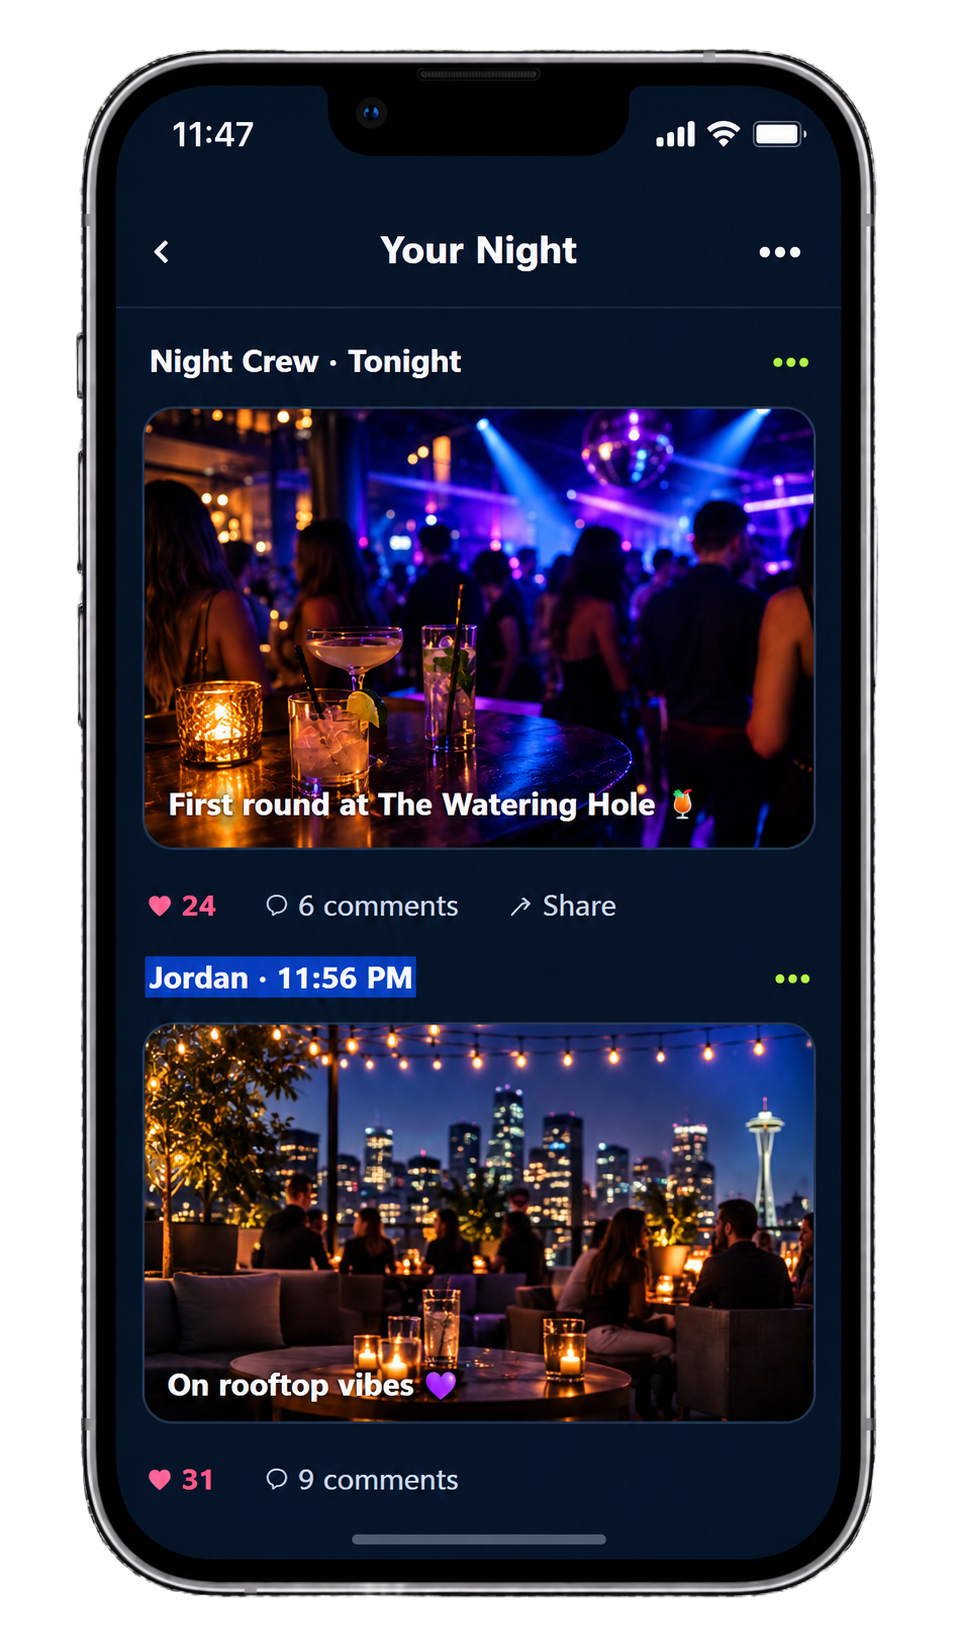 11:47
Your Night
Night Crew · Tonight
First round at The Watering Hole 🍹
24 6 comments Share
Jordan · 11:56 PM
On rooftop vibes 💜
31 9 comments